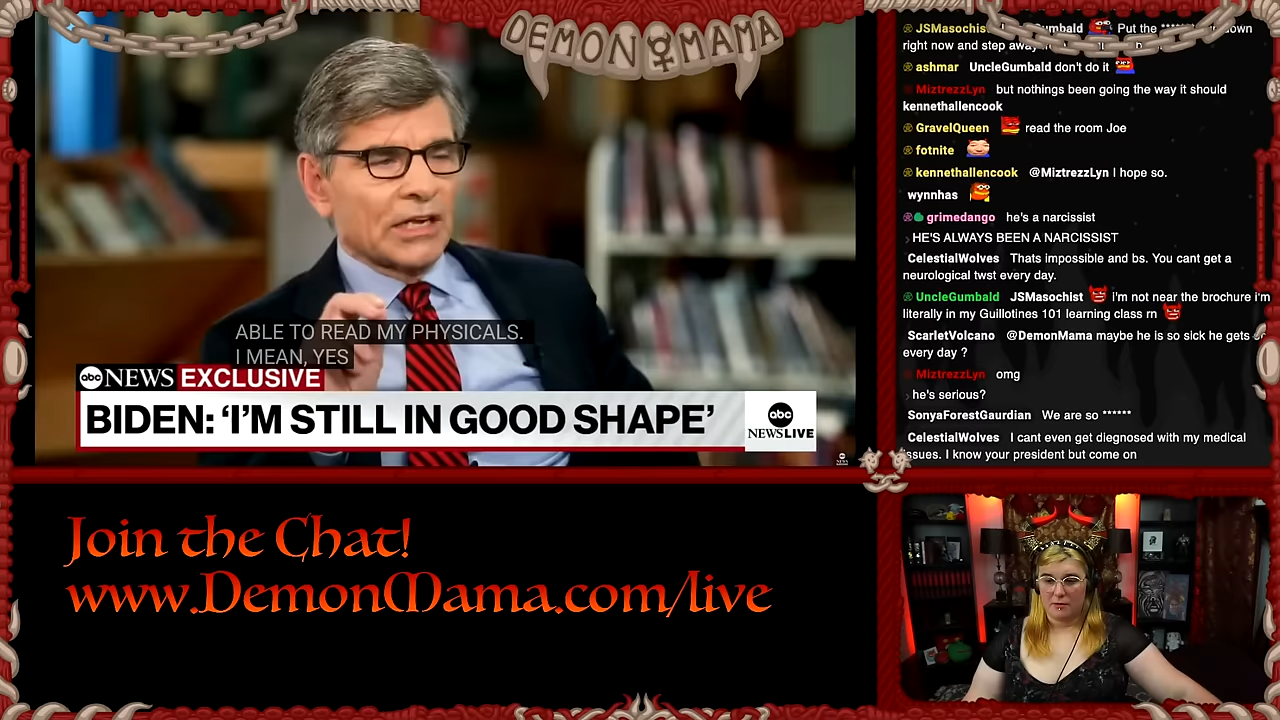 DEMON MAMA
ABLE TO READ MY PHYSICALS.
I MEAN, YES
abc NEWS EXCLUSIVE
BIDEN: ‘I’M STILL IN GOOD SHAPE’
abc
NEWS LIVE
Join the Chat!
www.DemonMama.com/live
JSMasochist Put the ***** down
right now and step away
ashmar UncleGumbald don't do it
MiztrezzLyn but nothings been going the way it should
kennethallencook
GravelQueen read the room Joe
fotnite
kennethallencook @MiztrezzLyn I hope so.
wynnhas
grimedango he's a narcissist
HE'S ALWAYS BEEN A NARCISSIST
CelestialWolves Thats impossible and bs. You cant get a
neurological twst every day.
UncleGumbald JSMasochist i'm not near the brochure i'm
literally in my Guillotines 101 learning class rn
ScarletVolcano @DemonMama maybe he is so sick he gets
every day ?
MiztrezzLyn omg
he's serious?
SonyaForestGaurdian We are so ******
CelestialWolves I cant even get diegnosed with my medical
issues. I know your president but come on